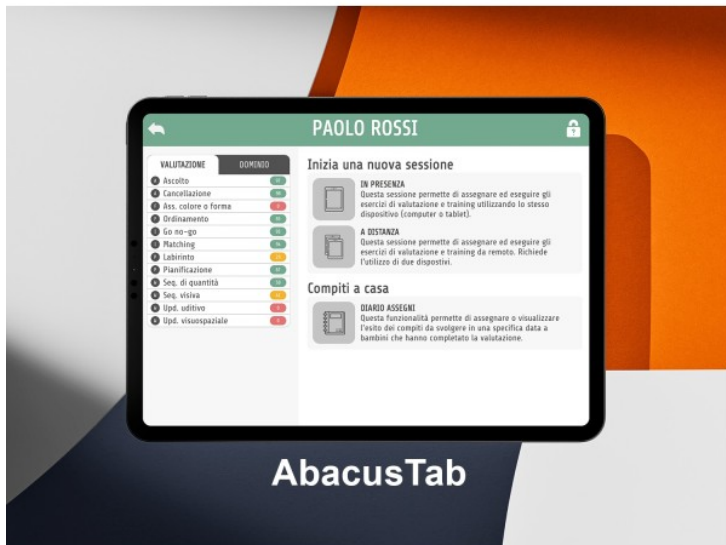 PAOLO ROSSI
VALUTAZIONE DOMINIO
Ascolto
Cancellazione
Ass. colore o forma
Ordinamento
Go no-go
Matching
Labirinto
Pianificazione
Seq. di quantità
Seq. visiva
Upd. uditivo
Upd. visuospaziale
Inizia una nuova sessione
IN PRESENZA
Questa sessione permette di assegnare ed eseguire gli
esercizi di valutazione e training utilizzando lo stesso
dispositivo (computer o tablet).
A DISTANZA
Questa sessione permette di assegnare ed eseguire gli
esercizi di valutazione e training da remoto. Richiede
l'utilizzo di due dispostivi.
Compiti a casa
DIARIO ASSEGNI
Questa funzionalità permette di assegnare o visualizzare
l'esito dei compiti da svolgere in una specifica data a
bambini che hanno completato la valutazione.
AbacusTab